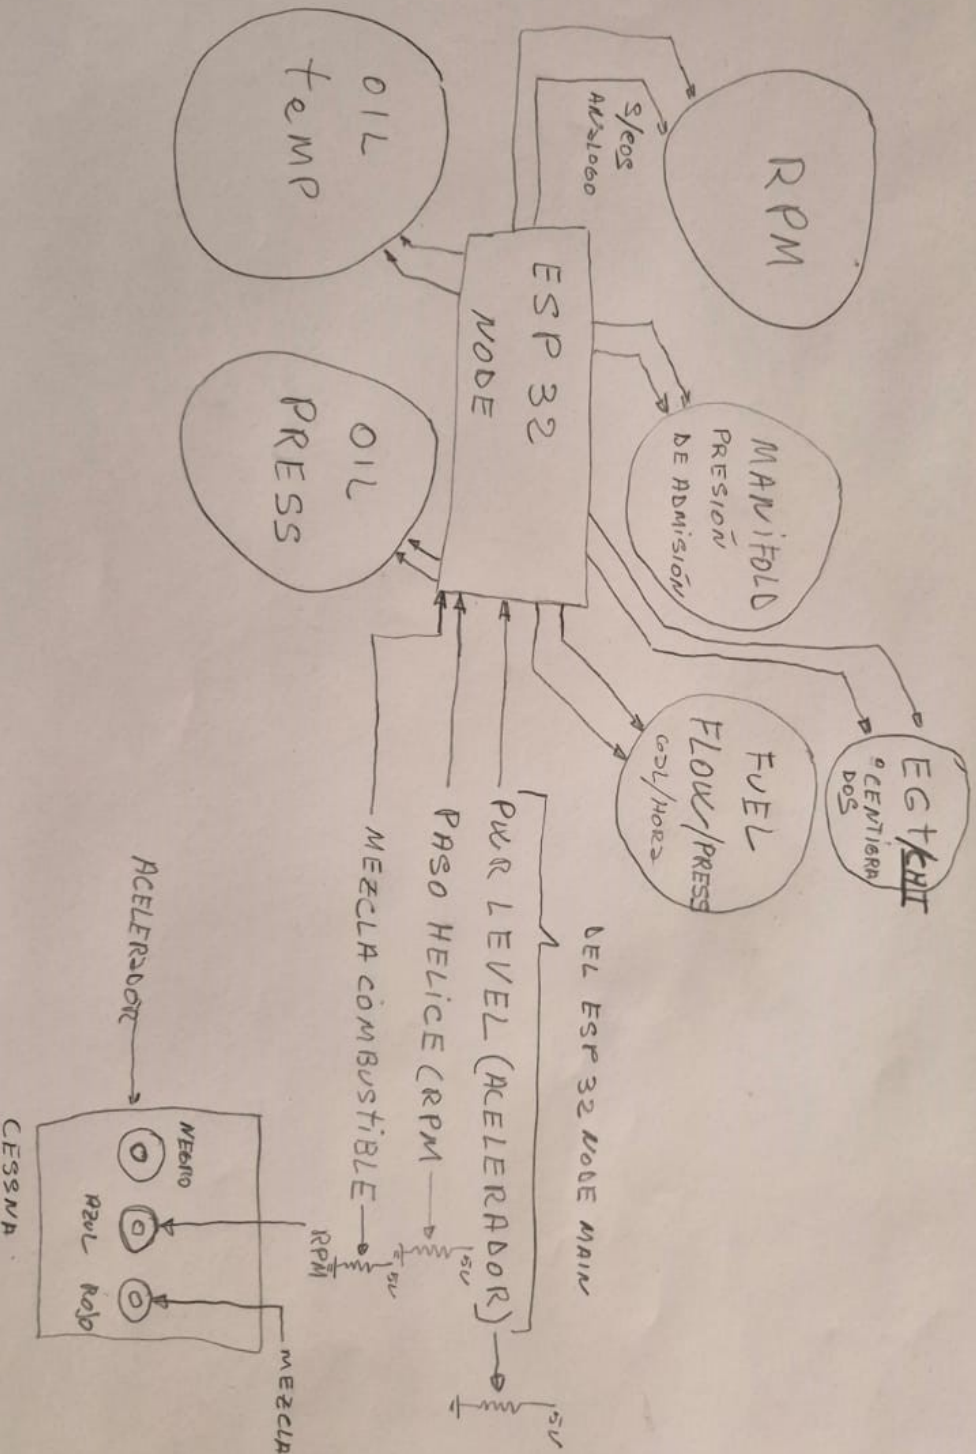 RPM
S/EOS
ANALOGO
OIL
teMP
ESP 32
NODE
MANiFOLD
PRESIÓN
DE ADMISIÓN
OIL
PRESS
EGT/CHT
°CENTIGRA
DOS
FUEL
FLOW/PRESS
GAL/HORA
DEL ESP 32 NODE MAIN
PWR LEVEL (ACELERADOR)
5V
PASO HELiCE (RPM
5V
MEZCLA COMBUSTiBLE
5V
RPM
MEZCLA
ACELERADOR
NEGRO
AZUL
ROJO
CESSNA.